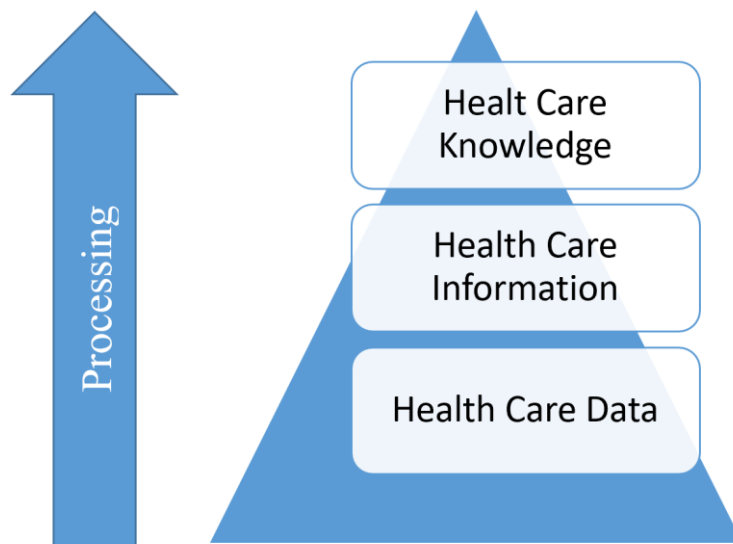 Processing
Healt Care
Knowledge
Health Care
Information
Health Care Data